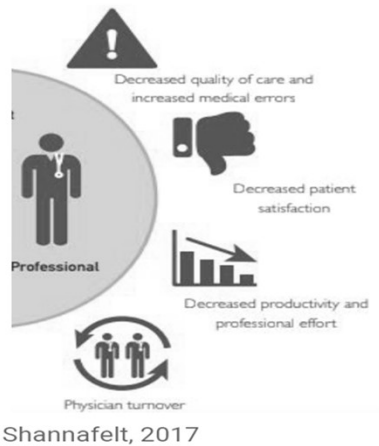 Decreased quality of care and
increased medical errors
Decreased patient
satisfaction
Professional
Decreased productivity and
professional effort
Physician turnover
Shannafelt, 2017